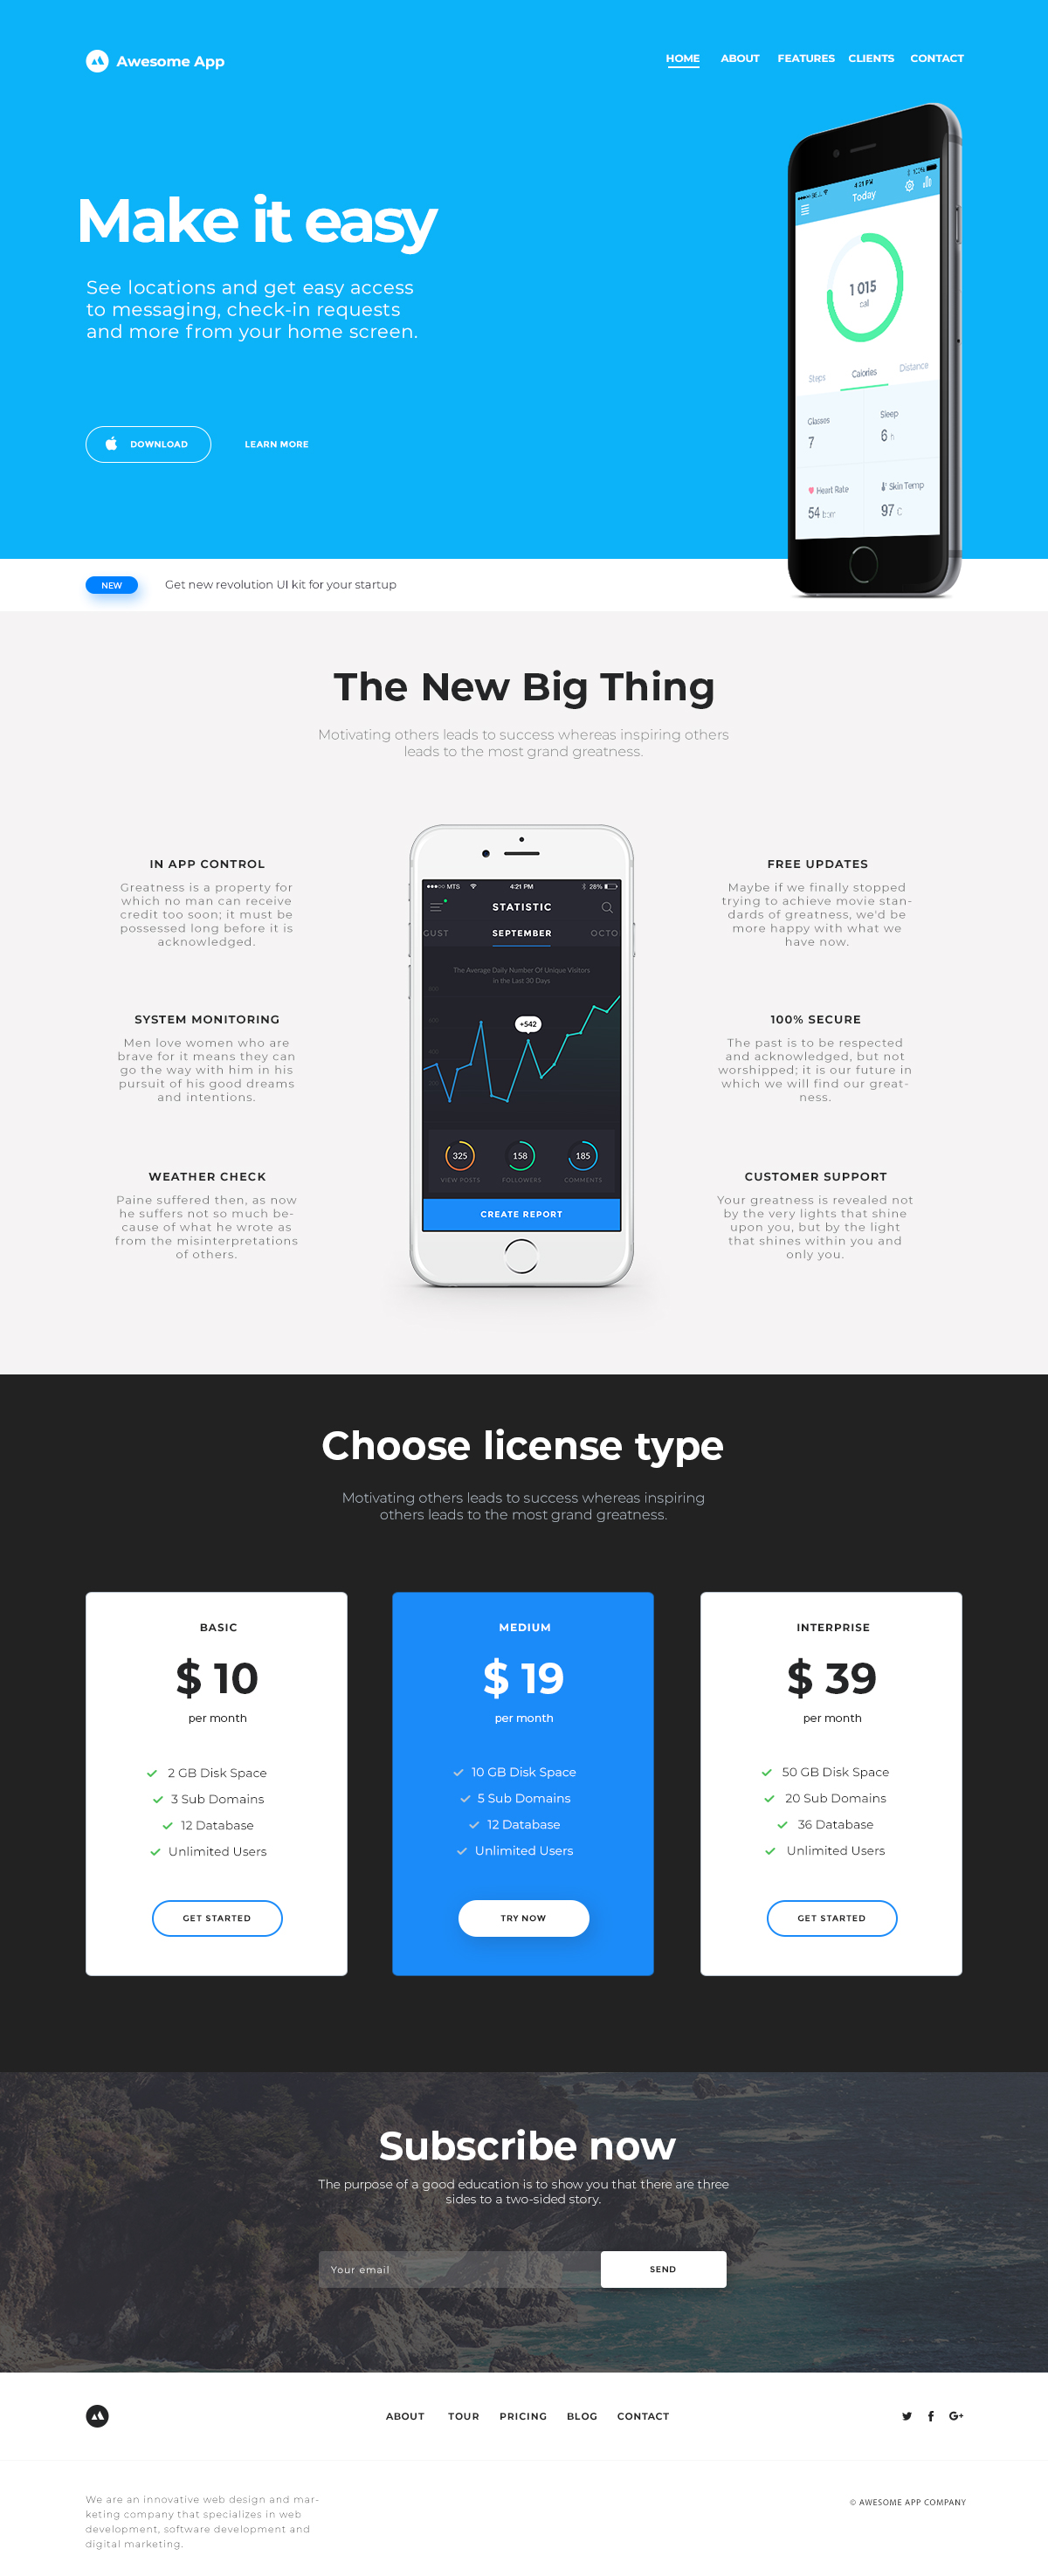 Awesome App
HOME ABOUT FEATURES CLIENTS CONTACT
Make it easy
See locations and get easy access
to messaging, check-in requests
and more from your home screen.
DOWNLOAD LEARN MORE
4:21 PM 100%
Today
1 015
call
Steps Calories Distance
Glasses Sleep
7 6
Heart Rate Skin Temp
54 97 C
NEW Get new revolution UI kit for your startup
The New Big Thing
Motivating others leads to success whereas inspiring others
leads to the most grand greatness.
IN APP CONTROL
Greatness is a property for
which no man can receive
credit too soon; it must be
possessed long before it is
acknowledged.
SYSTEM MONITORING
Men love women who are
brave for it means they can
go the way with him in his
pursuit of his good dreams
and intentions.
WEATHER CHECK
Paine suffered then, as now
he suffers not so much be-
cause of what he wrote as
from the misinterpretations
of others.
MTS 4:21 PM 28%
STATISTIC
GUST SEPTEMBER OCTO
The Average Daily Number Of Unique Visitors
in the Last 30 Days
+542
325 158 185
VIEW POSTS FOLLOWERS COMMENTS
CREATE REPORT
FREE UPDATES
Maybe if we finally stopped
trying to achieve movie stan-
dards of greatness, we'd be
more happy with what we
have now.
100% SECURE
The past is to be respected
and acknowledged, but not
worshipped; it is our future in
which we will find our great-
ness.
CUSTOMER SUPPORT
Your greatness is revealed not
by the very lights that shine
upon you, but by the light
that shines within you and
only you.
Choose license type
Motivating others leads to success whereas inspiring
others leads to the most grand greatness.
BASIC
$ 10
per month
2 GB Disk Space
3 Sub Domains
12 Database
Unlimited Users
GET STARTED
MEDIUM
$ 19
per month
10 GB Disk Space
5 Sub Domains
12 Database
Unlimited Users
TRY NOW
INTERPRISE
$ 39
per month
50 GB Disk Space
20 Sub Domains
36 Database
Unlimited Users
GET STARTED
Subscribe now
The purpose of a good education is to show you that there are three
sides to a two-sided story.
Your email SEND
ABOUT TOUR PRICING BLOG CONTACT
We are an innovative web design and mar-
keting company that specializes in web
development, software development and
digital marketing.
© AWESOME APP COMPANY